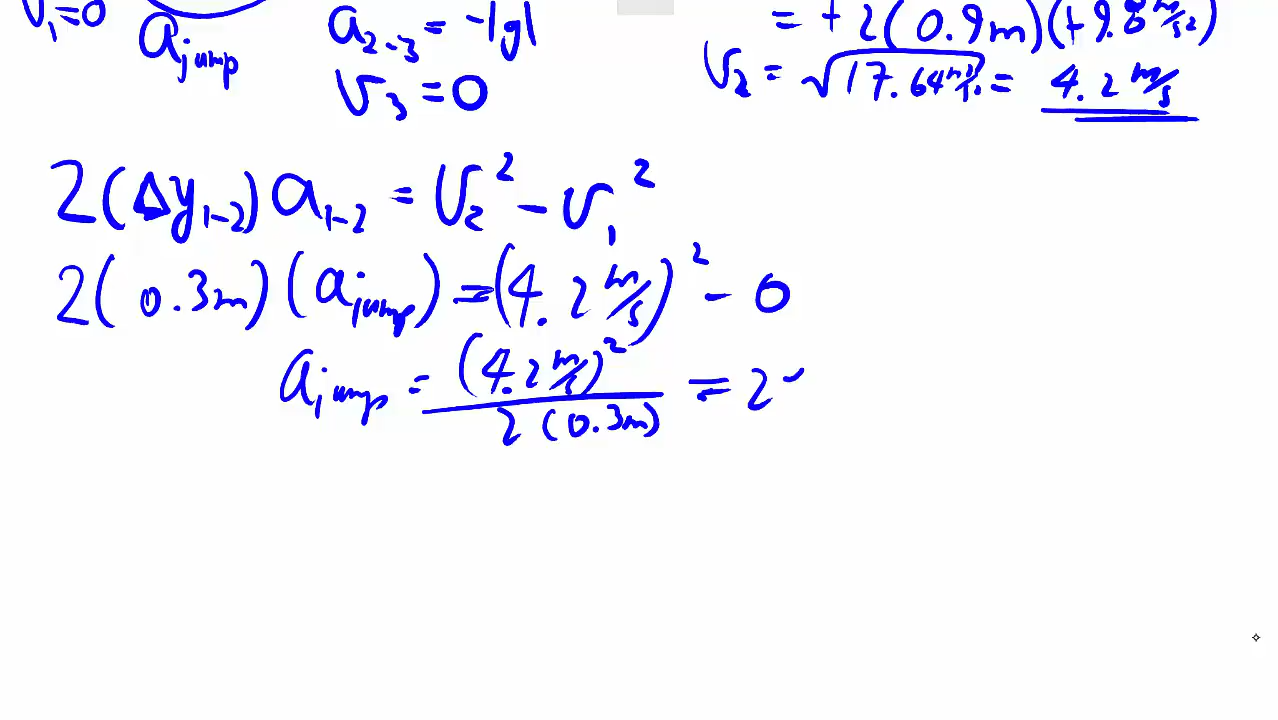 v₁=0
a_jump
a₂₋₃ = -|g|
v₃ = 0
= +2(0.9m)(+9.8 m/s²)
v₂ = √17.64 m²/s² = 4.2 m/s
2(Δy₁₋₂)a₁₋₂ = v₂² - v₁²
2(0.3m)(a_jump) = (4.2 m/s)² - 0
a_jump = (4.2 m/s)² / 2(0.3m) = 2